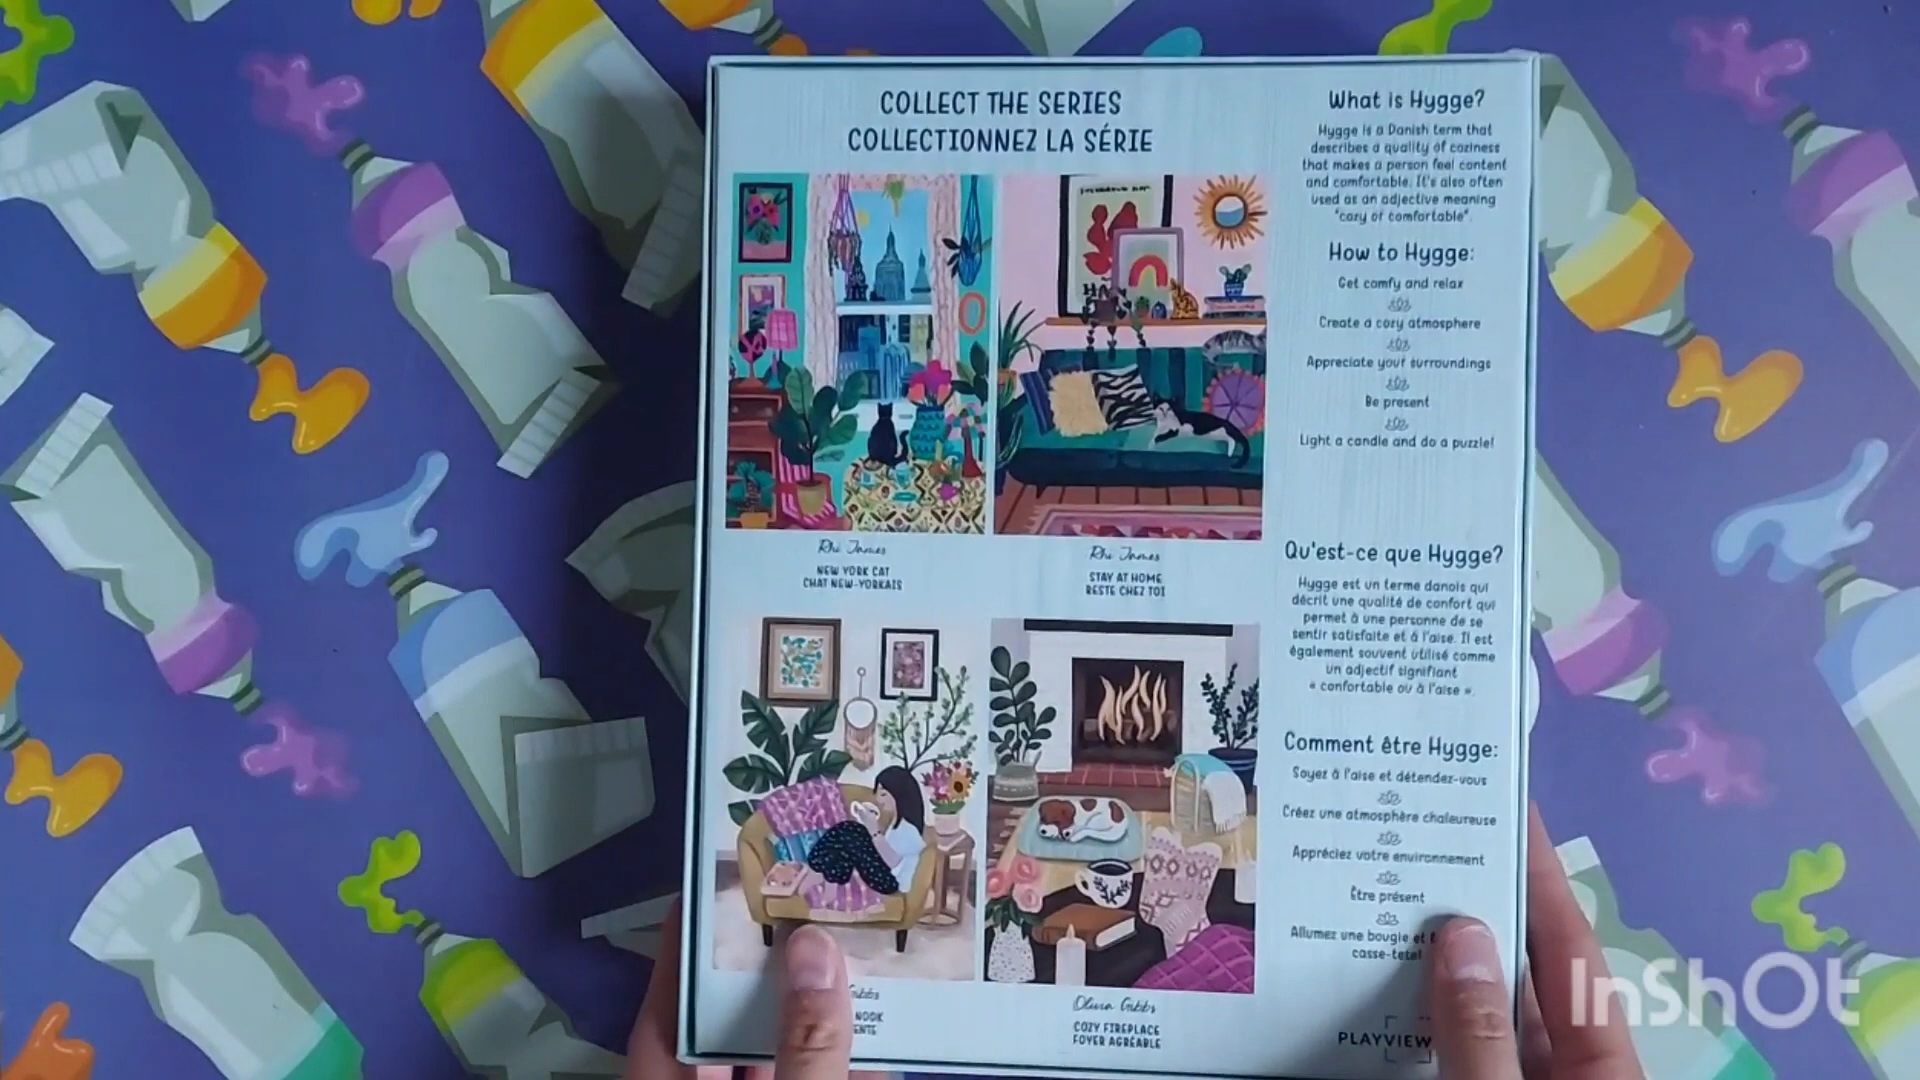 COLLECT THE SERIES
COLLECTIONNEZ LA SÉRIE
Rhi James
NEW YORK CAT
CHAT NEW-YORKAIS
Rhi James
STAY AT HOME
RESTE CHEZ TOI
Gibbs
NOOK
Olivia Gibbs
COZY FIREPLACE
FOYER AGRÉABLE
What is Hygge?
Hygge is a Danish term that
describes a quality of coziness
that makes a person feel content
and comfortable. It's also often
used as an adjective meaning
"cozy or comfortable".
How to Hygge:
Get comfy and relax
Create a cozy atmosphere
Appreciate your surroundings
Be present
Light a candle and do a puzzle!
Qu'est-ce que Hygge?
Hygge est un terme danois qui
décrit une qualité de confort qui
permet à une personne de se
sentir satisfaite et à l'aise. Il est
également souvent utilisé comme
un adjectif signifiant
« confortable ou à l'aise ».
Comment être Hygge:
Soyez à l'aise et détendez-vous
Créez une atmosphère chaleureuse
Appréciez votre environnement
Être présent
Allumez une bougie et
casse-tete!
PLAYVIEW
InShOt